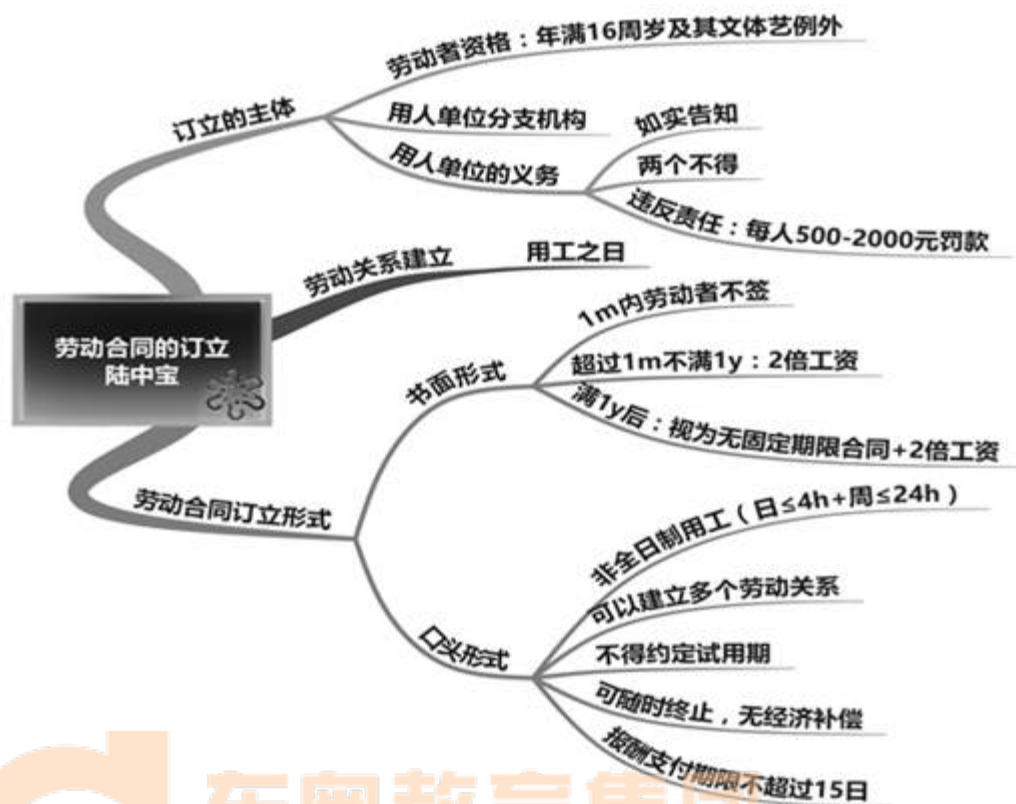 劳动合同的订立
陆中宝
订立的主体
劳动者资格：年满16周岁及其文体艺例外
用人单位分支机构
用人单位的义务
如实告知
两个不得
违反责任：每人500-2000元罚款
劳动关系建立
用工之日
劳动合同订立形式
书面形式
1m内劳动者不签
超过1m不满1y：2倍工资
满1y后：视为无固定期限合同+2倍工资
口头形式
非全日制用工（日≤4h+周≤24h）
可以建立多个劳动关系
不得约定试用期
可随时终止，无经济补偿
报酬支付期限不超过15日
东奥教育集团